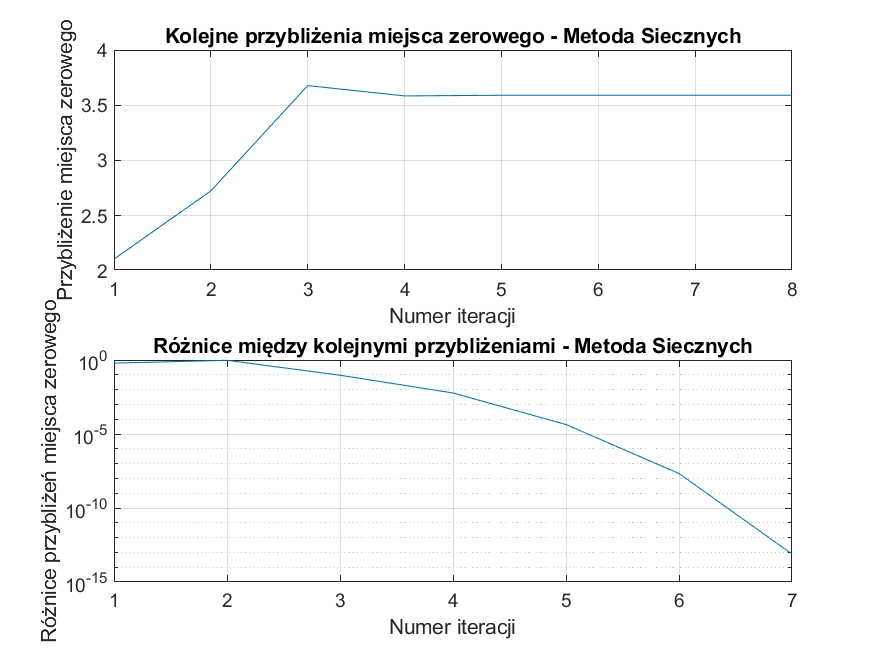 Kolejne przybliżenia miejsca zerowego - Metoda Siecznych
Przybliżenie miejsca zerowego
4
3.5
3
2.5
2
1 2 3 4 5 6 7 8
Numer iteracji
Różnice między kolejnymi przybliżeniami - Metoda Siecznych
Różnice przybliżeń miejsca zerowego
10^0
10^-5
10^-10
10^-15
1 2 3 4 5 6 7
Numer iteracji